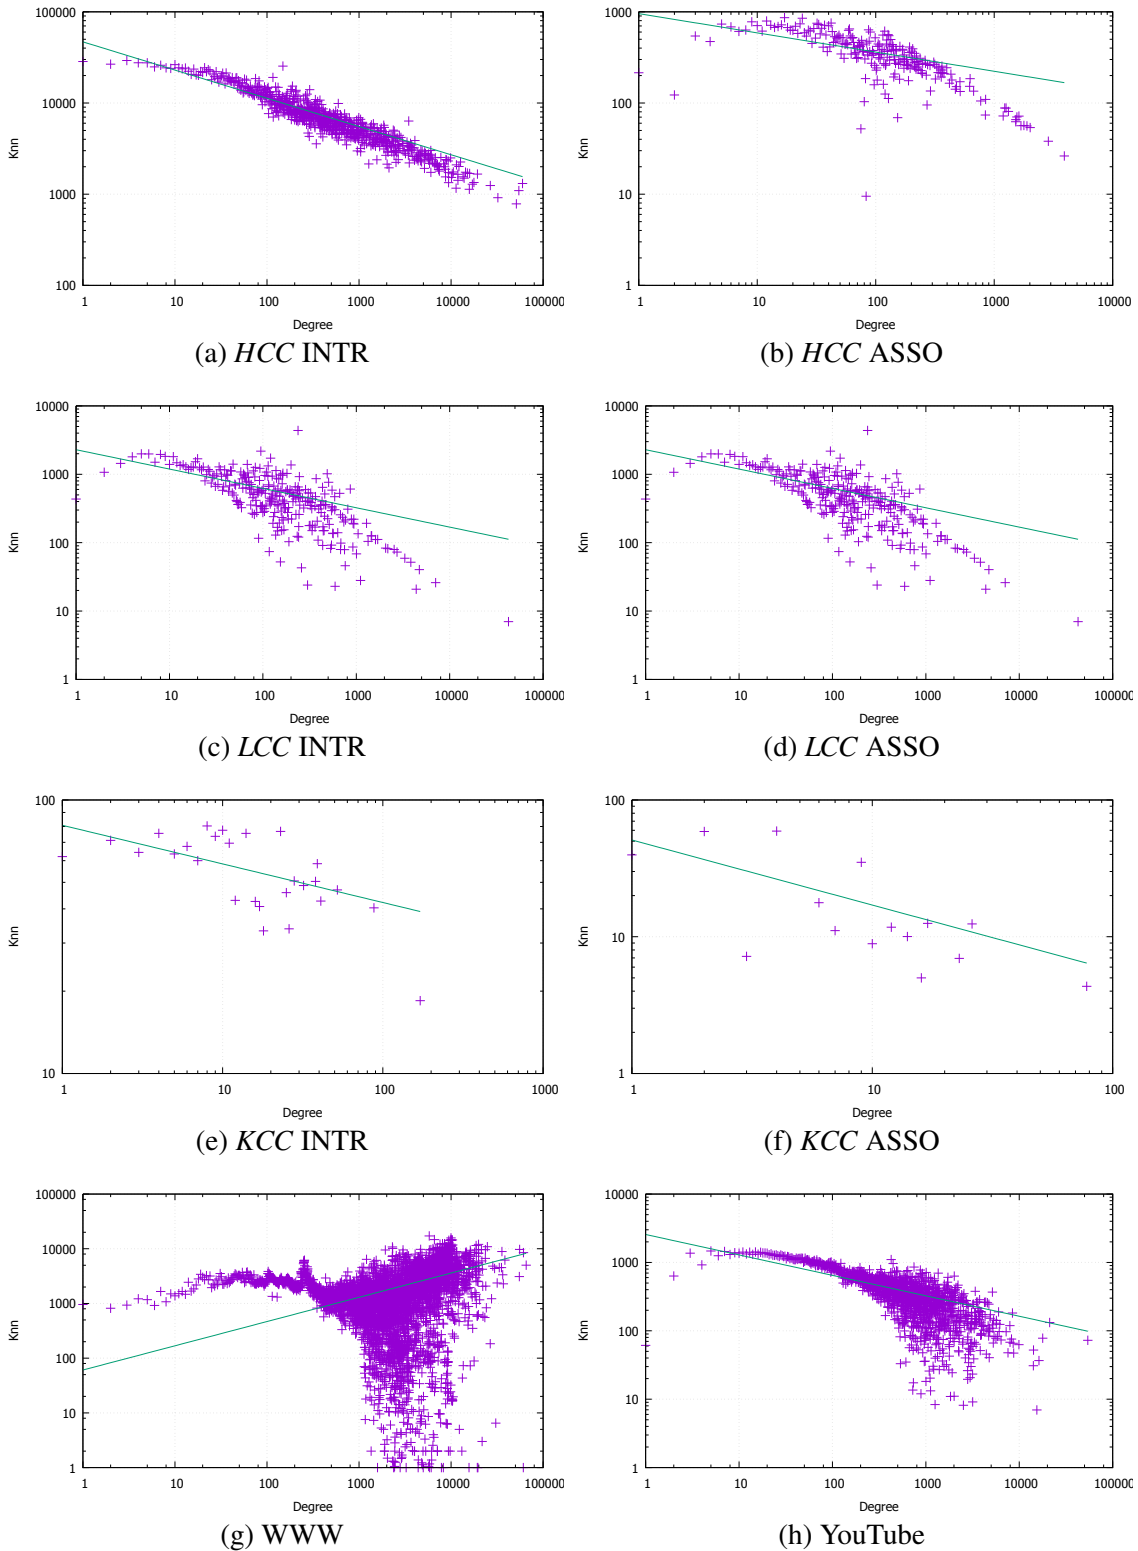 100000
10000
1000
100
Knn
1 10 100 1000 10000 100000
Degree
(a) HCC INTR
1000
100
10
1
Knn
1 10 100 1000 10000
Degree
(b) HCC ASSO
10000
1000
100
10
1
Knn
1 10 100 1000 10000 100000
Degree
(c) LCC INTR
10000
1000
100
10
1
Knn
1 10 100 1000 10000 100000
Degree
(d) LCC ASSO
100
10
Knn
1 10 100 1000
Degree
(e) KCC INTR
100
10
1
Knn
1 10 100
Degree
(f) KCC ASSO
100000
10000
1000
100
10
1
Knn
1 10 100 1000 10000 100000
Degree
(g) WWW
10000
1000
100
10
1
Knn
1 10 100 1000 10000 100000
Degree
(h) YouTube